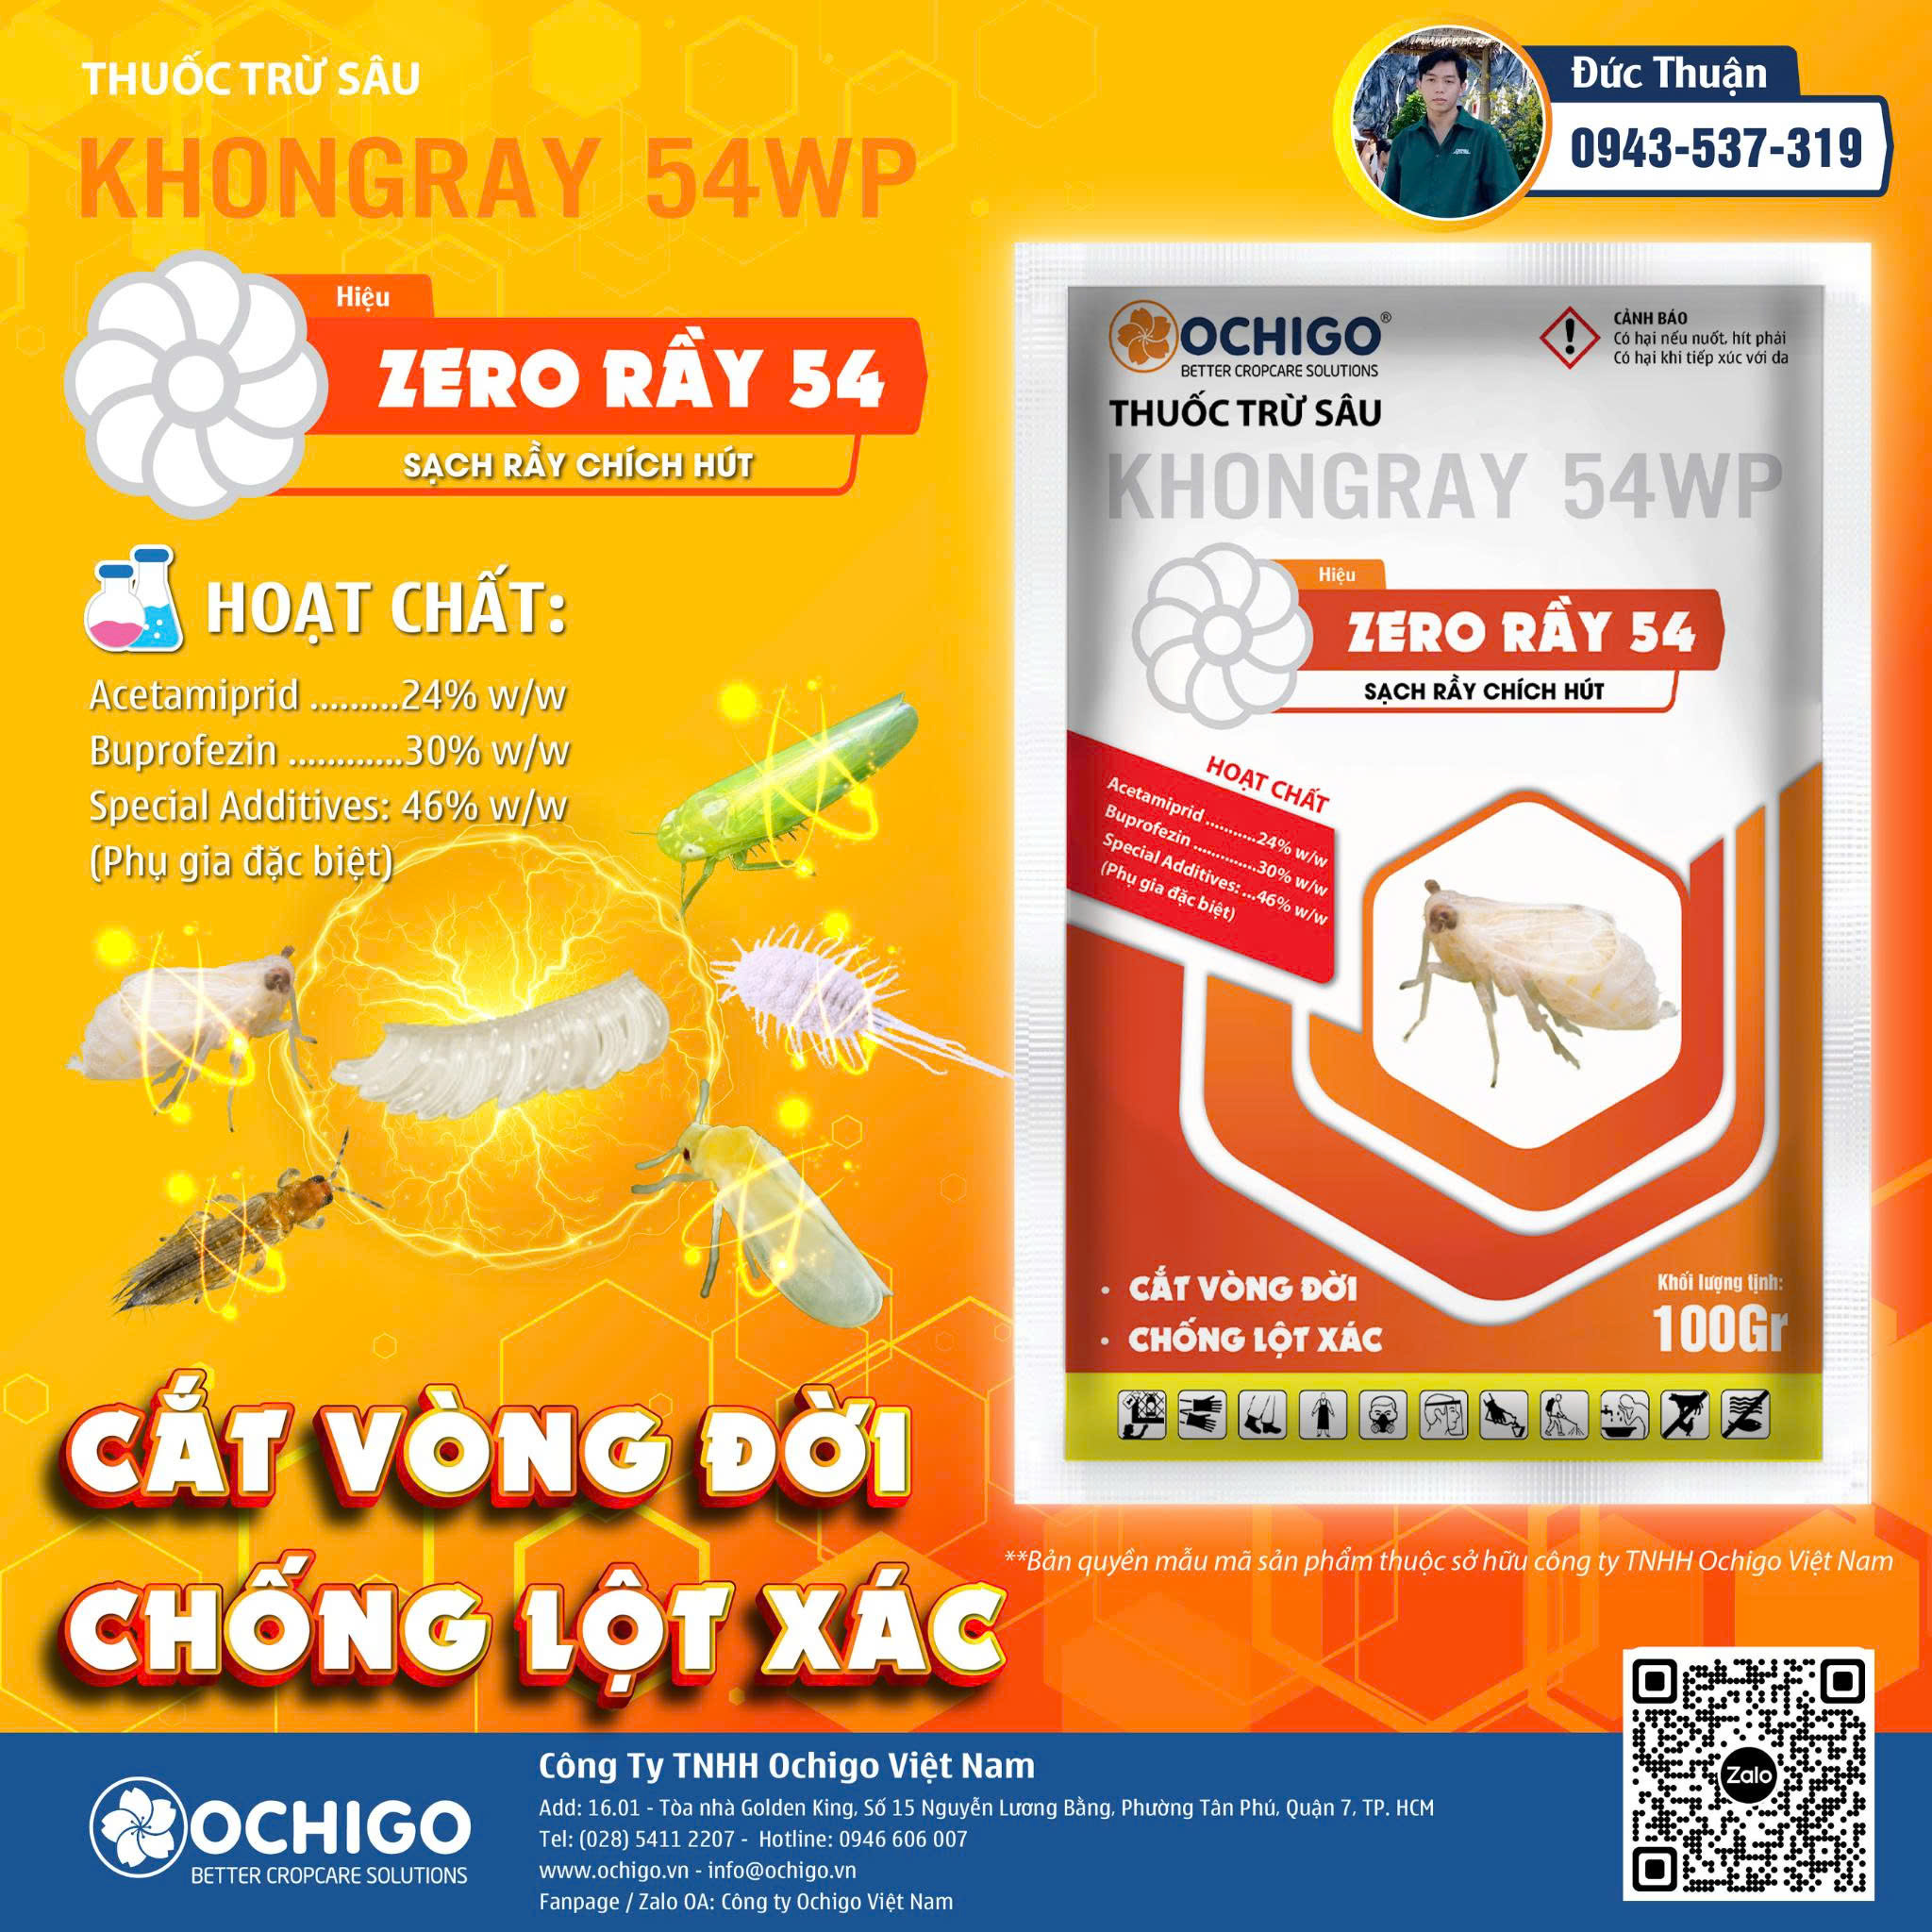 THUỐC TRỪ SÂU
KHONGRAY 54WP
Hiệu
ZERO RẦY 54
SẠCH RẦY CHÍCH HÚT
HOẠT CHẤT:
Acetamiprid .........24% w/w
Buprofezin ............30% w/w
Special Additives: 46% w/w
(Phụ gia đặc biệt)
CẮT VÒNG ĐỜI
CHỐNG LỘT XÁC
Đức Thuận
0943-537-319
OCHIGO®
BETTER CROPCARE SOLUTIONS
CẢNH BÁO
Có hại nếu nuốt, hít phải
Có hại khi tiếp xúc với da
THUỐC TRỪ SÂU
KHONGRAY 54WP
Hiệu
ZERO RẦY 54
SẠCH RẦY CHÍCH HÚT
HOẠT CHẤT
Acetamiprid ...........24% w/w
Buprofezin ..............30% w/w
Special Additives: ...46% w/w
(Phụ gia đặc biệt)
• CẮT VÒNG ĐỜI
• CHỐNG LỘT XÁC
Khối lượng tịnh:
100Gr
**Bản quyền mẫu mã sản phẩm thuộc sở hữu công ty TNHH Ochigo Việt Nam
OCHIGO
BETTER CROPCARE SOLUTIONS
Công Ty TNHH Ochigo Việt Nam
Add: 16.01 - Tòa nhà Golden King, Số 15 Nguyễn Lương Bằng, Phường Tân Phú, Quận 7, TP. HCM
Tel: (028) 5411 2207 - Hotline: 0946 606 007
www.ochigo.vn - info@ochigo.vn
Fanpage / Zalo OA: Công ty Ochigo Việt Nam
Zalo